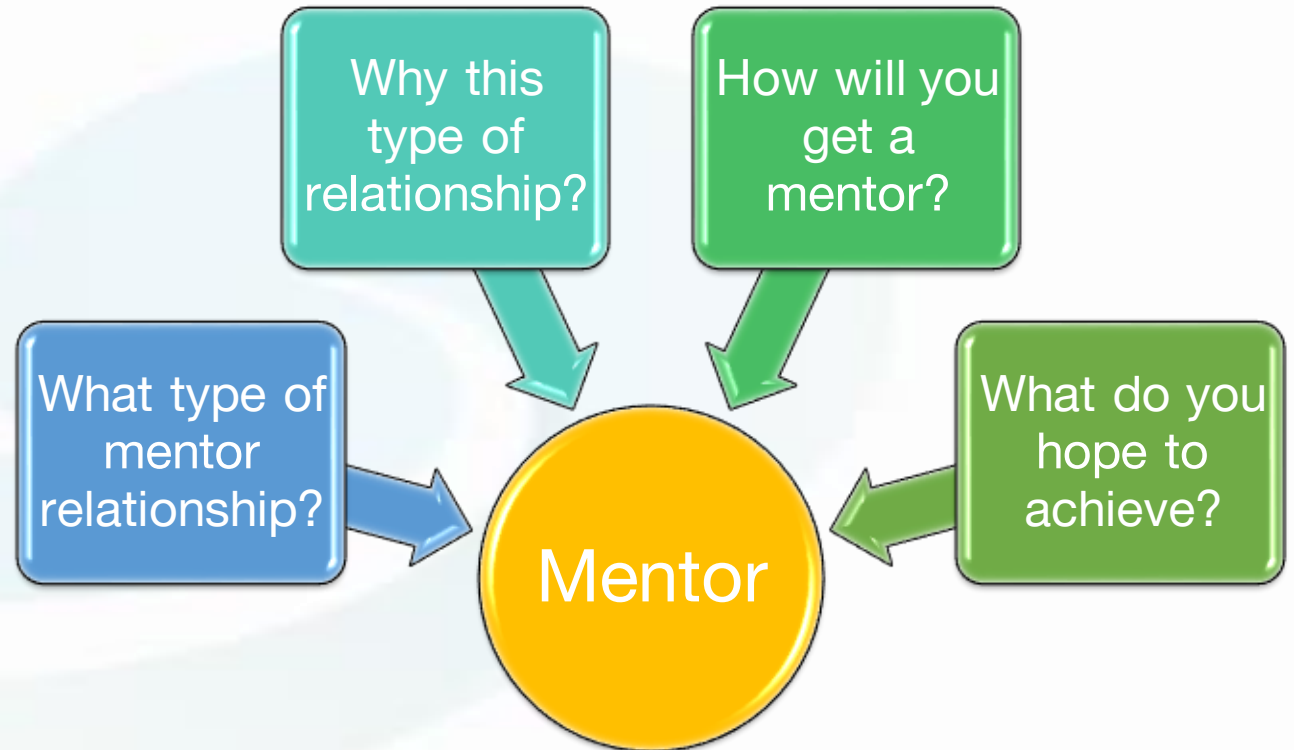 Why this
type of
relationship?
How will you
get a
mentor?
What type of
mentor
relationship?
What do you
hope to
achieve?
Mentor